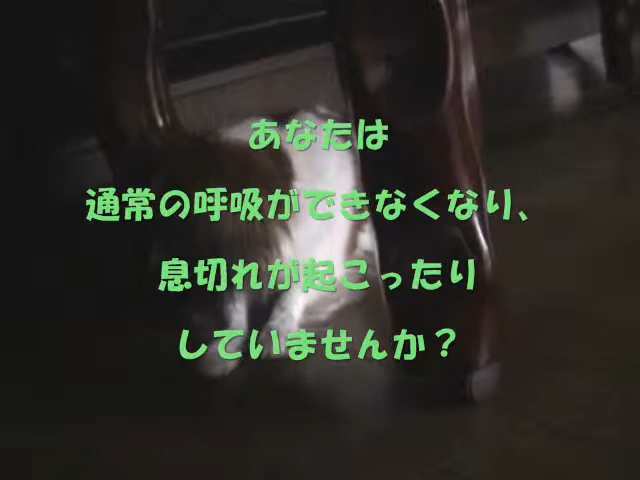 あなたは
通常の呼吸ができなくなり、
息切れが起こったり
していませんか？